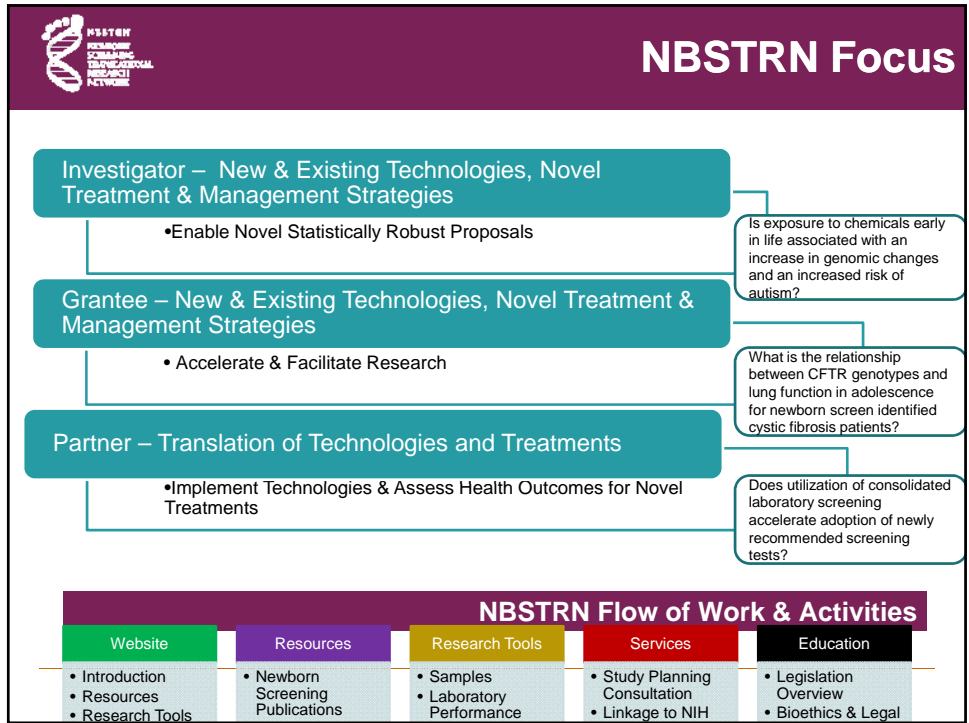 NBSTRN
NEWBORN
SCREENING
TRANSLATIONAL
RESEARCH
NETWORK
NBSTRN Focus
Investigator – New & Existing Technologies, Novel
Treatment & Management Strategies
•Enable Novel Statistically Robust Proposals
Is exposure to chemicals early
in life associated with an
increase in genomic changes
and an increased risk of
autism?
Grantee – New & Existing Technologies, Novel Treatment &
Management Strategies
• Accelerate & Facilitate Research
What is the relationship
between CFTR genotypes and
lung function in adolescence
for newborn screen identified
cystic fibrosis patients?
Partner – Translation of Technologies and Treatments
•Implement Technologies & Assess Health Outcomes for Novel
Treatments
Does utilization of consolidated
laboratory screening
accelerate adoption of newly
recommended screening
tests?
NBSTRN Flow of Work & Activities
Website
• Introduction
• Resources
• Research Tools
Resources
• Newborn
Screening
Publications
Research Tools
• Samples
• Laboratory
Performance
Services
• Study Planning
Consultation
• Linkage to NIH
Education
• Legislation
Overview
• Bioethics & Legal